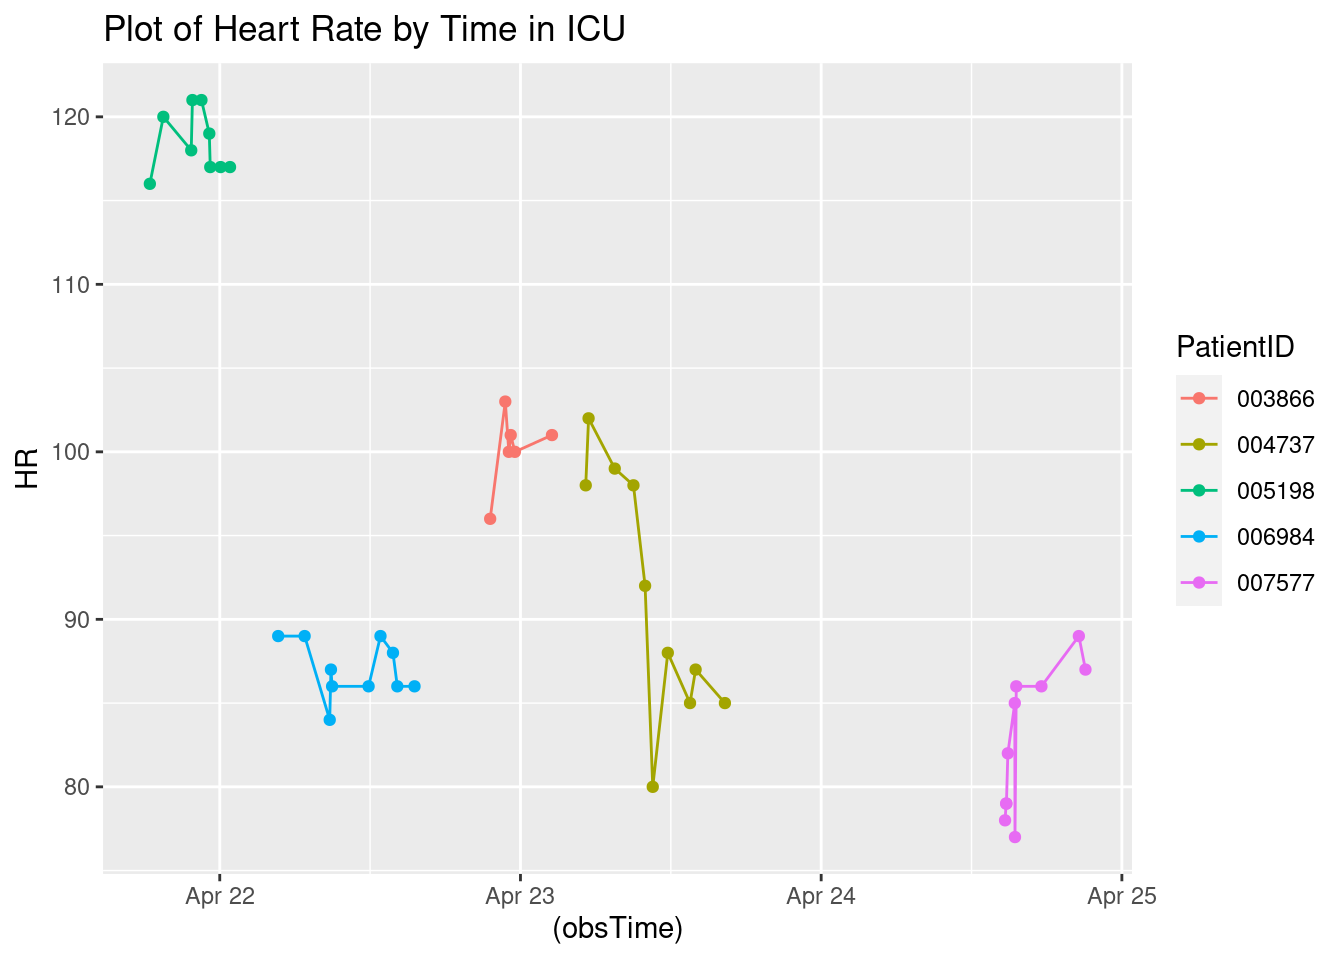 Plot of Heart Rate by Time in ICU
120
110
100
90
80
HR
Apr 22
Apr 23
Apr 24
Apr 25
(obsTime)
PatientID
003866
004737
005198
006984
007577